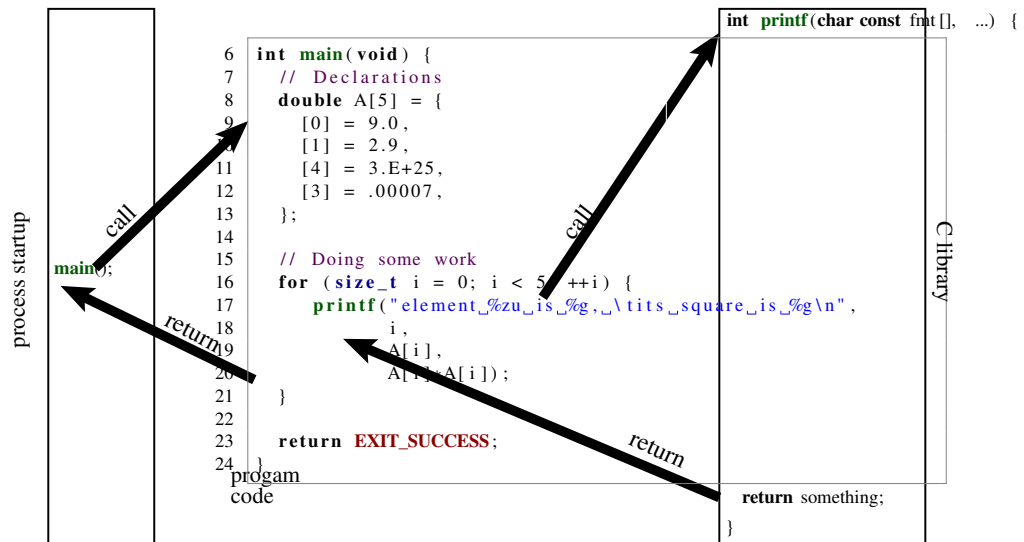 int printf(char const fmt[], ...) {
6 int main(void) {
7 // Declarations
8 double A[5] = {
9 [0] = 9.0,
10 [1] = 2.9,
11 [4] = 3.E+25,
12 [3] = .00007,
13 };
14
15 // Doing some work
16 for (size_t i = 0; i < 5; ++i) {
17 printf("element␣%zu␣is␣%g,␣\tits␣square␣is␣%g\n",
18 i,
19 A[i],
20 A[i]*A[i]);
21 }
22
23 return EXIT_SUCCESS;
24 }
progam
code
process startup
main();
call
return
call
return
C library
return something;
}